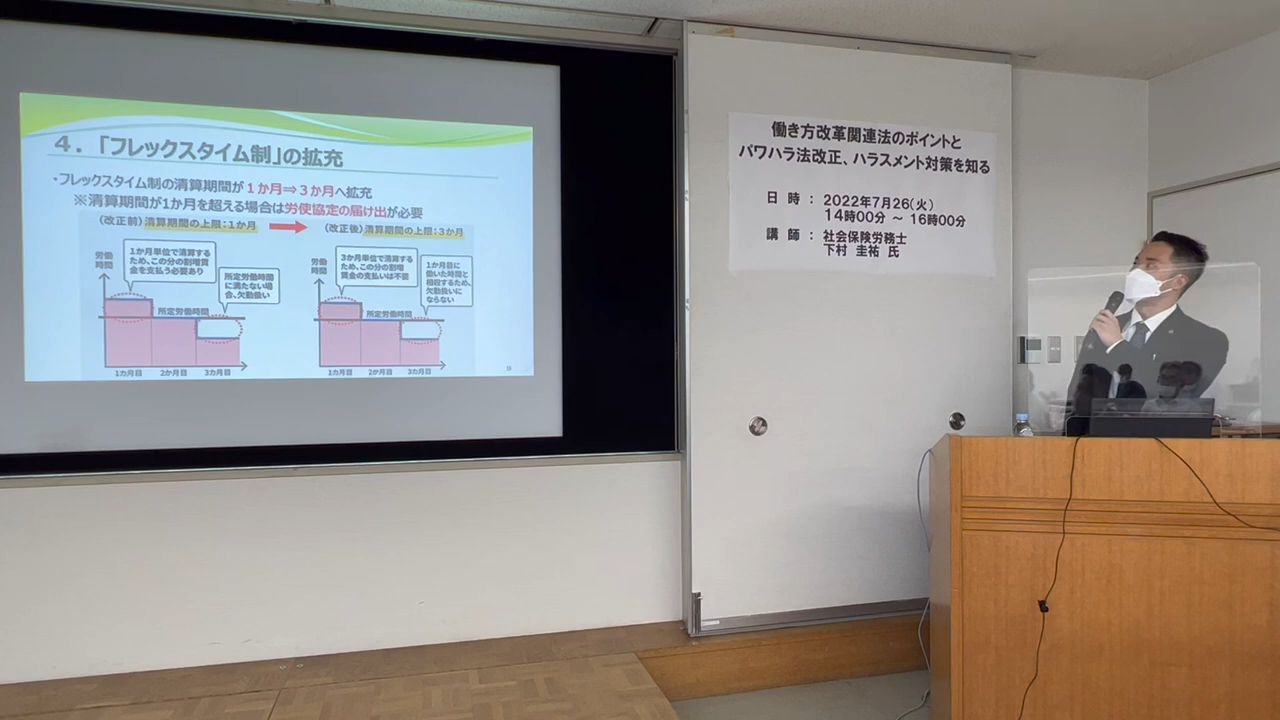 4．「フレックスタイム制」の拡充
・フレックスタイム制の清算期間が１か月⇒３か月へ拡充
※清算期間が1か月を超える場合は労使協定の届け出が必要
（改正前）清算期間の上限：1か月
（改正後）清算期間の上限：3か月
労働
時間
1か月単位で清算する
ため、この分の割増賃
金を支払う必要あり
所定労働時間
に満たない場
合、欠勤扱い
所定労働時間
1カ月目
2か月目
3カ月目
労働
時間
3か月単位で清算する
ため、この分の割増
賃金の支払いは不要
1か月目に
働いた時間と
相殺するため、
欠勤扱いに
ならない
所定労働時間
1カ月目
2か月目
3カ月目
働き方改革関連法のポイントと
パワハラ法改正、ハラスメント対策を知る
日 時 ： 2022年7月26（火）
14時00分 ～ 16時00分
講 師 ： 社会保険労務士
下村 圭祐 氏